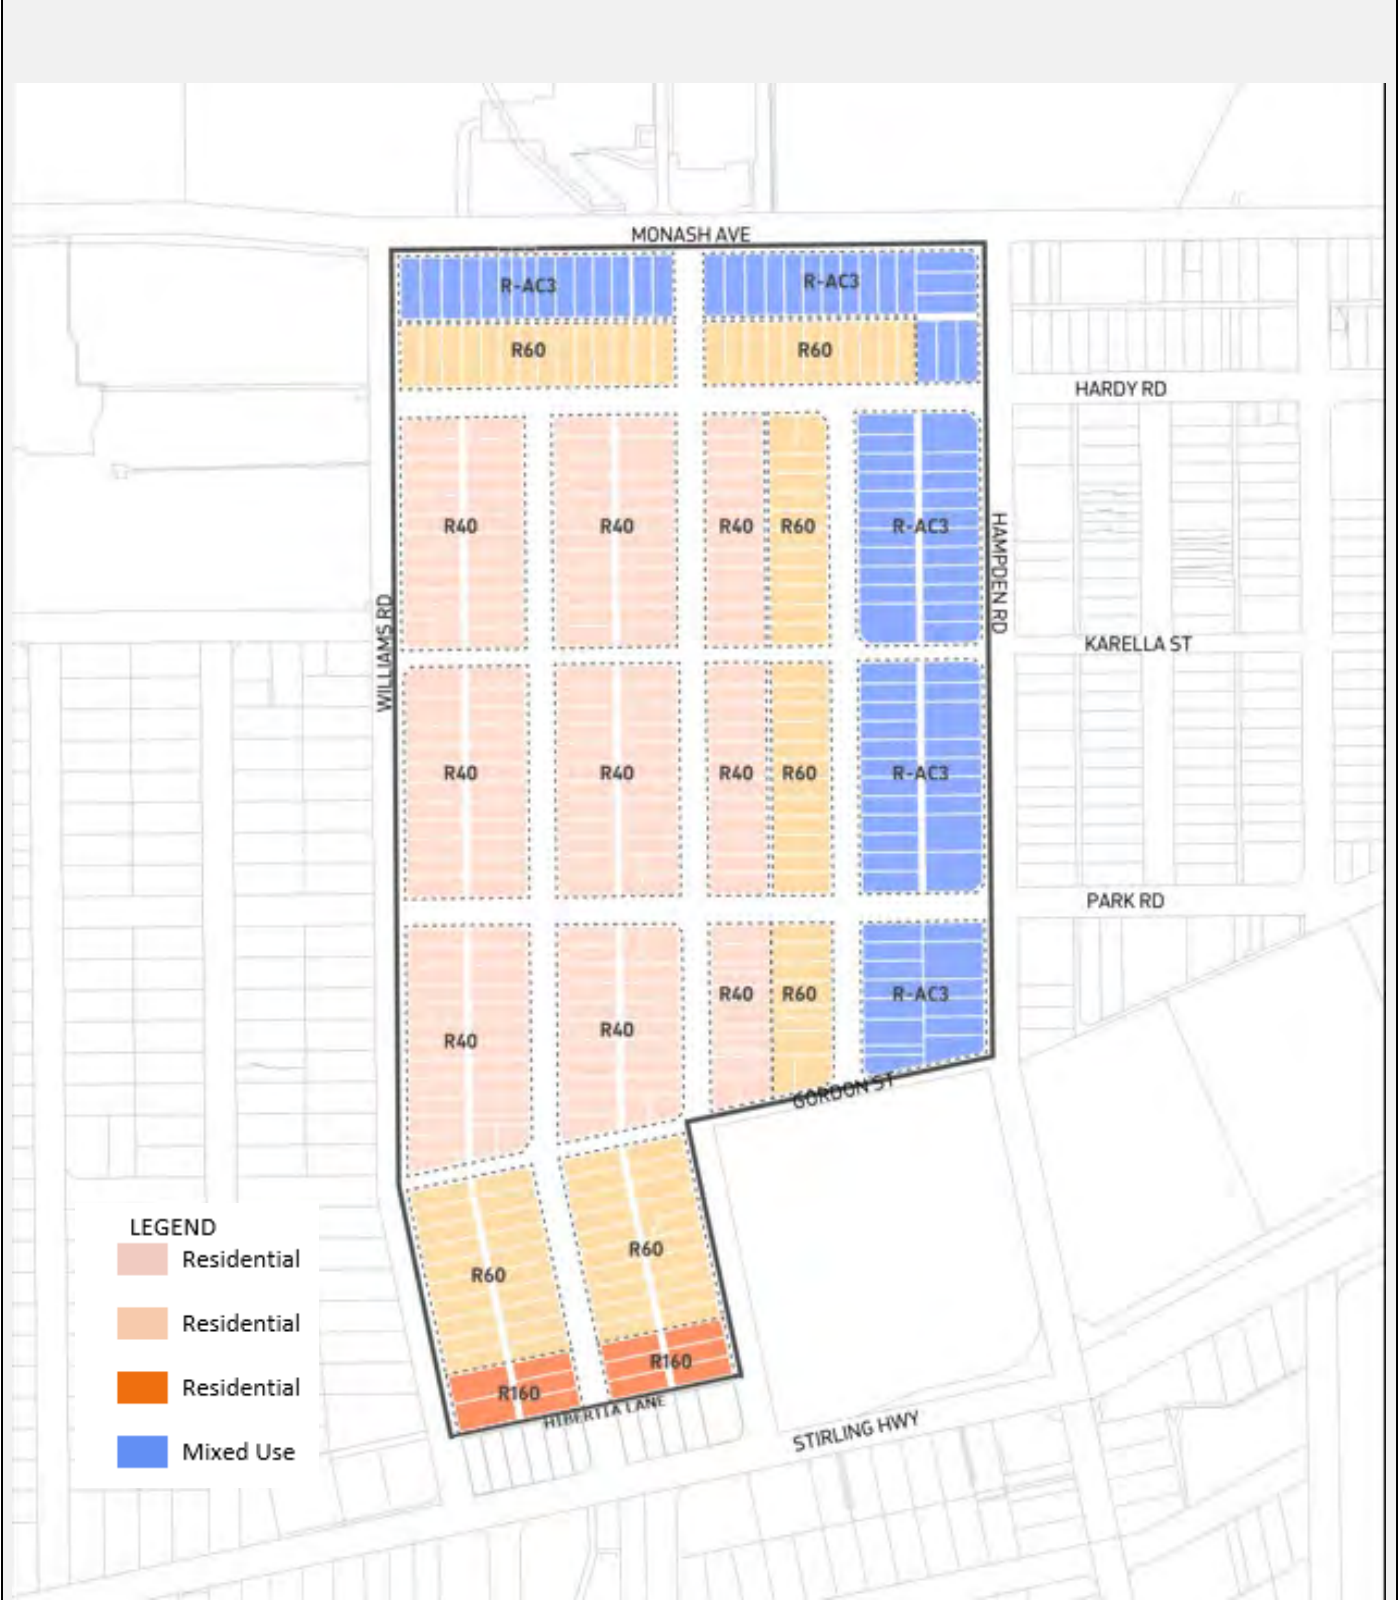 MONASH AVE
R-AC3
R-AC3
R60
R60
HARDY RD
R40
R40
R40
R60
R-AC3
HAMPDEN RD
WILLIAMS RD
KARELLA ST
R40
R40
R40
R60
R-AC3
PARK RD
R40
R40
R40
R60
R-AC3
GORDON ST
R60
R60
R160
R160
HIBERTIA LANE
STIRLING HWY
LEGEND
Residential
Residential
Residential
Mixed Use